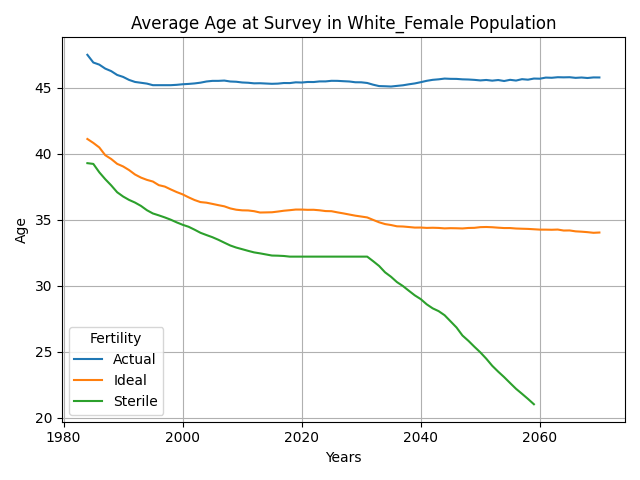 Average Age at Survey in White_Female Population
Age
45
40
35
30
25
20
Fertility
Actual
Ideal
Sterile
1980
2000
2020
2040
2060
Years